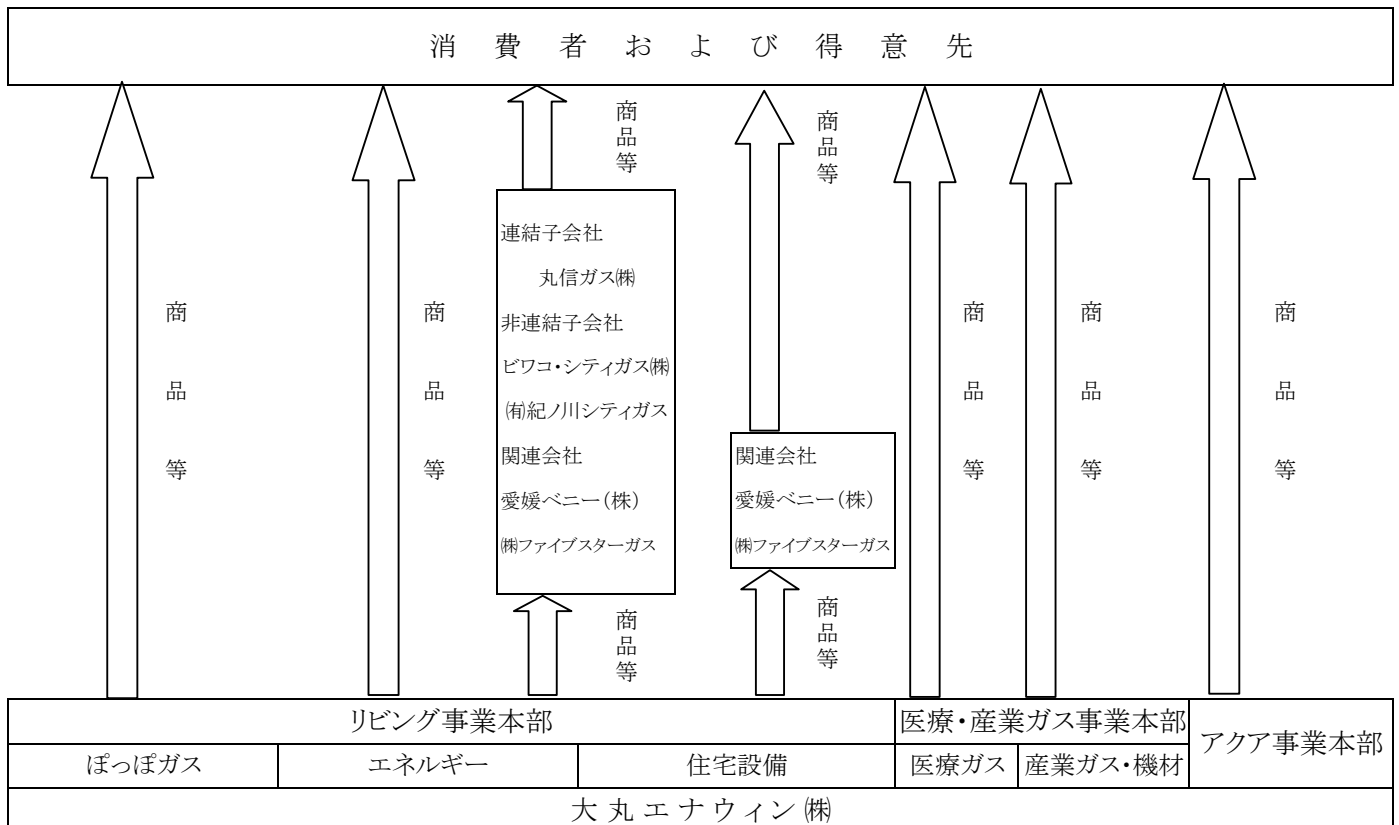 消費者および得意先
商品等
商品等
連結子会社
丸信ガス㈱
非連結子会社
ビワコ・シティガス㈱
㈲紀ノ川シティガス
関連会社
愛媛ベニー（株）
㈱ファイブスターガス
商品等
商品等
商品等
商品等
商品等
関連会社
愛媛ベニー（株）
㈱ファイブスターガス
商品等
商品等
リビング事業本部
医療・産業ガス事業本部
アクア事業本部
ぽっぽガス
エネルギー
住宅設備
医療ガス
産業ガス・機材
大丸エナウィン㈱